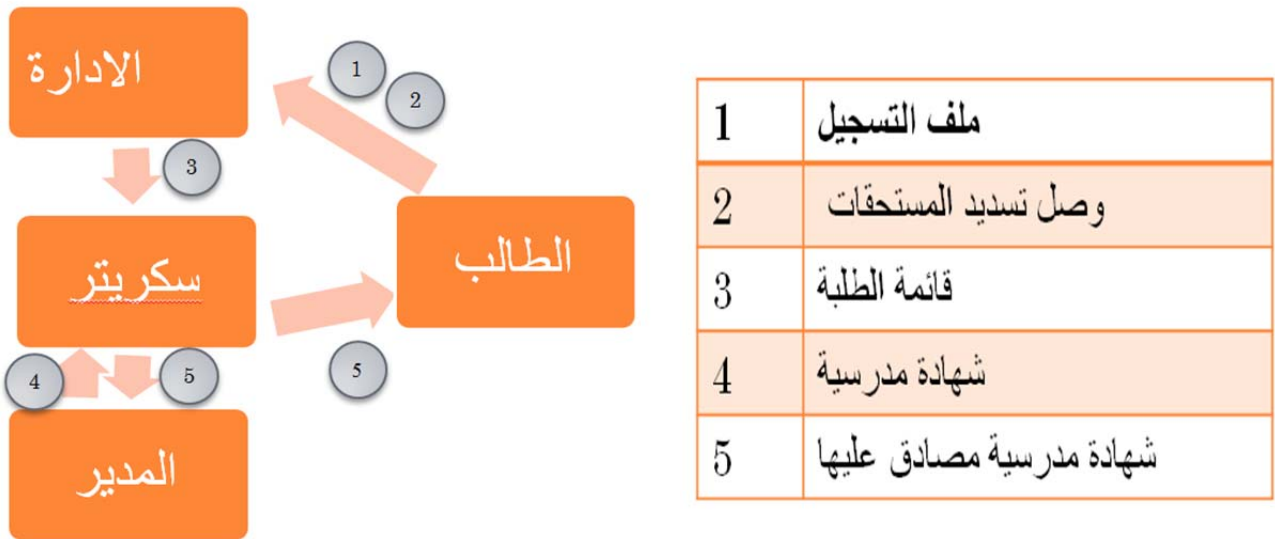 الادارة
1
2
3
سكريتر
الطالب
4
5
5
المدير
1 ملف التسجيل
2 وصل تسديد المستحقات
3 قائمة الطلبة
4 شهادة مدرسية
5 شهادة مدرسية مصادق عليها